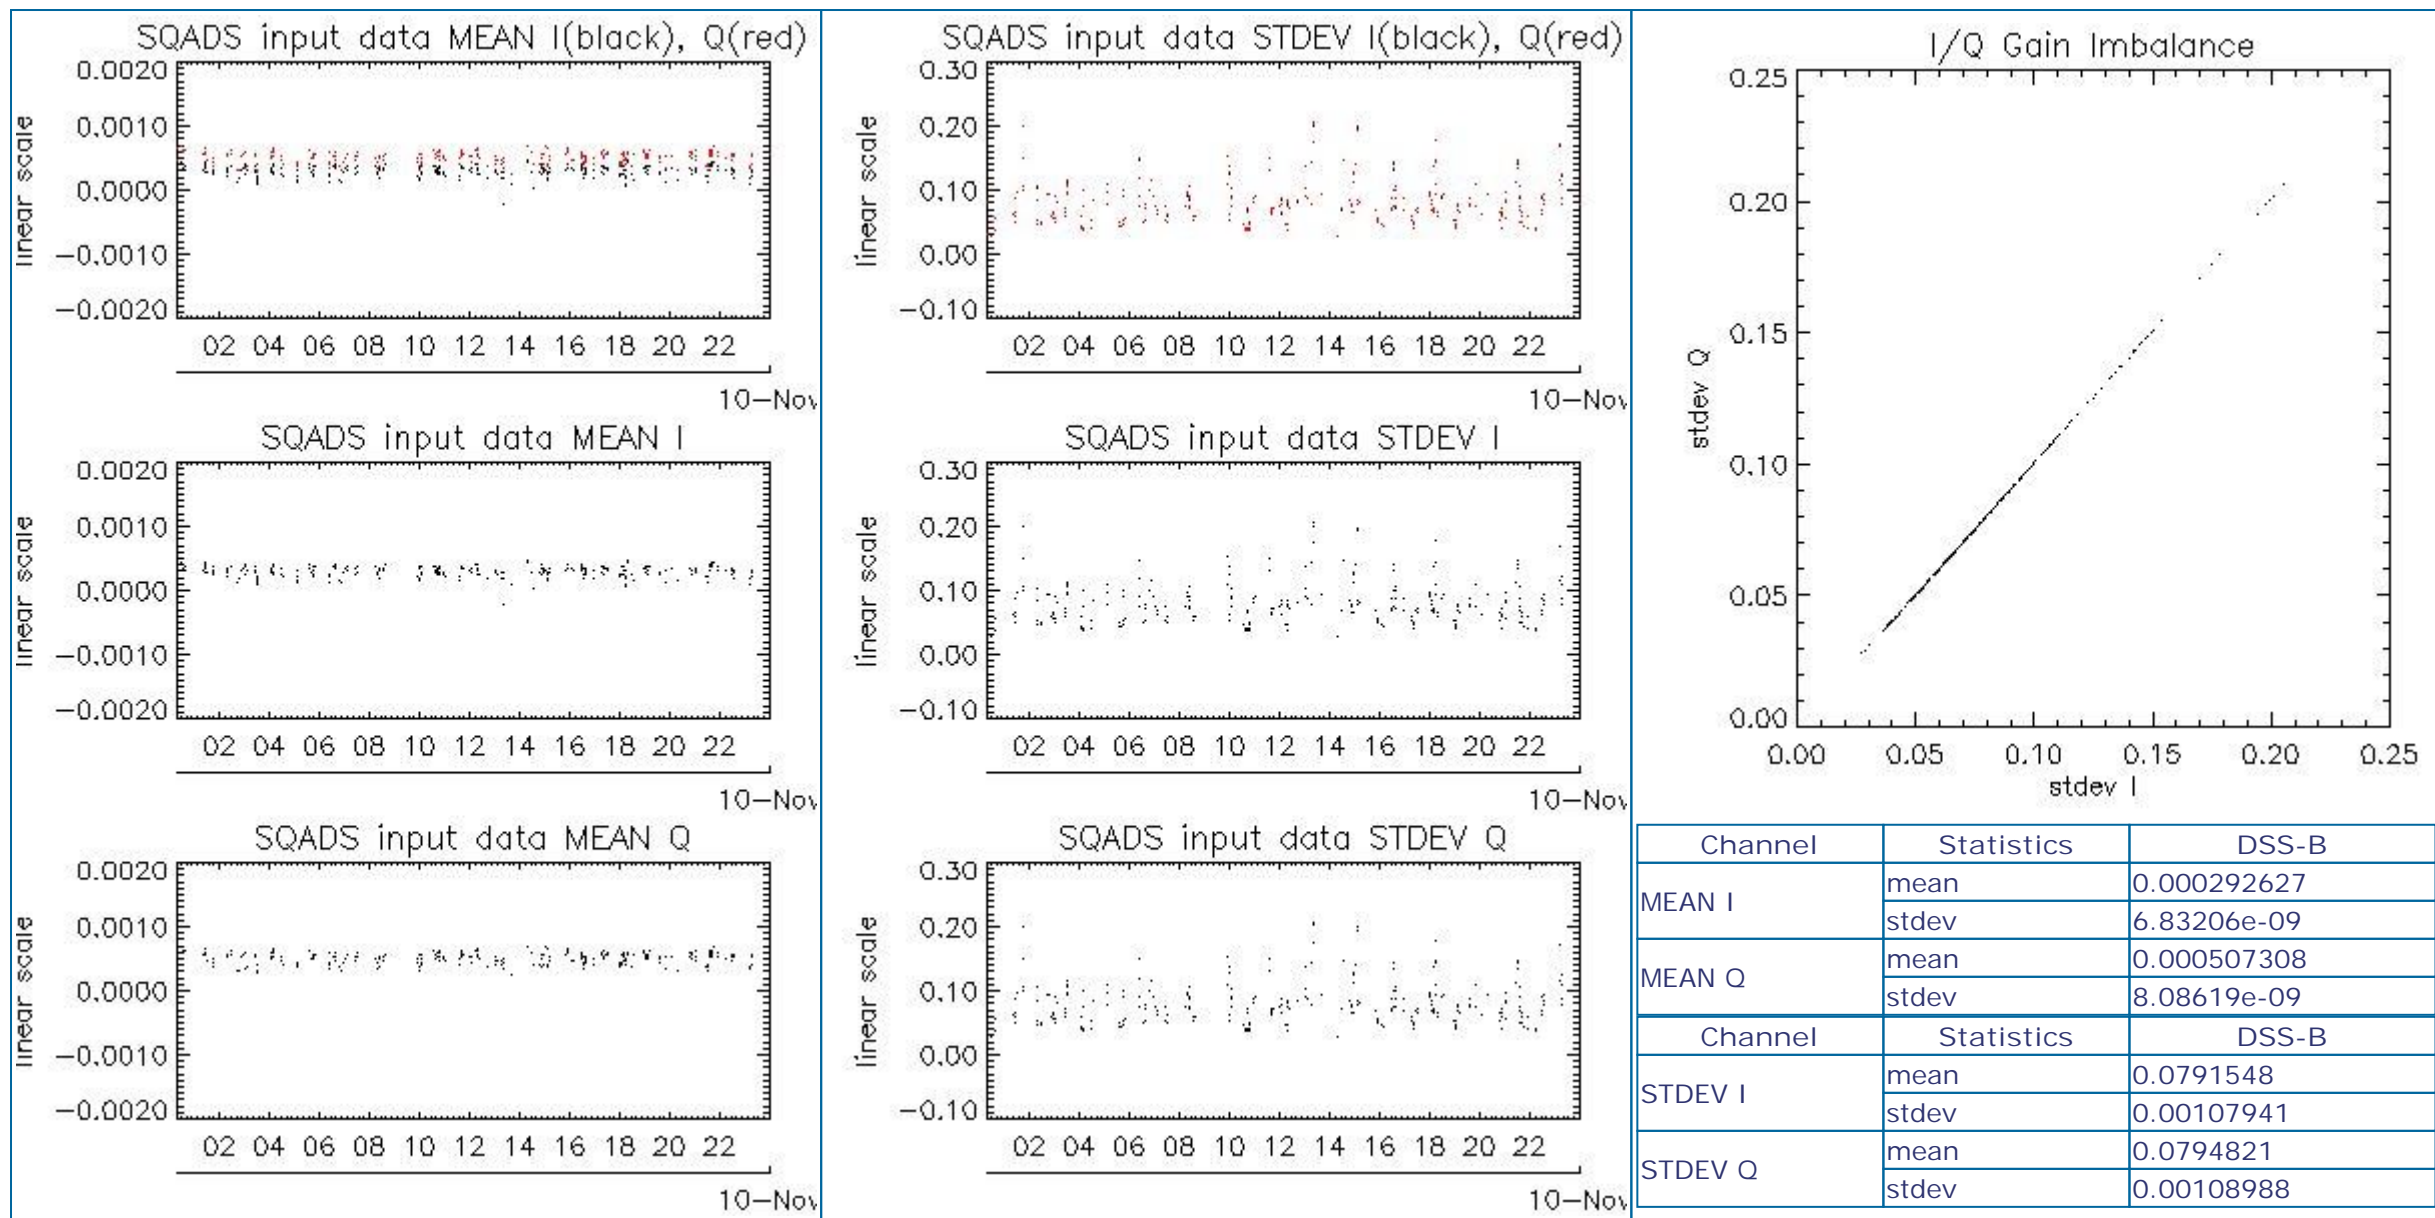 SQADS input data MEAN I(black), Q(red)
0.0020
0.0010
0.0000
−0.0010
−0.0020
linear scale
02 04 06 08 10 12 14 16 18 20 22
10−Nov
SQADS input data MEAN I
0.0020
0.0010
0.0000
−0.0010
−0.0020
linear scale
02 04 06 08 10 12 14 16 18 20 22
10−Nov
SQADS input data MEAN Q
0.0020
0.0010
0.0000
−0.0010
−0.0020
linear scale
02 04 06 08 10 12 14 16 18 20 22
10−Nov
SQADS input data STDEV I(black), Q(red)
0.30
0.20
0.10
0.00
−0.10
linear scale
02 04 06 08 10 12 14 16 18 20 22
10−Nov
SQADS input data STDEV I
0.30
0.20
0.10
0.00
−0.10
linear scale
02 04 06 08 10 12 14 16 18 20 22
10−Nov
SQADS input data STDEV Q
0.30
0.20
0.10
0.00
−0.10
linear scale
02 04 06 08 10 12 14 16 18 20 22
10−Nov
I/Q Gain Imbalance
0.25
0.20
0.15
0.10
0.05
0.00
stdev Q
0.00 0.05 0.10 0.15 0.20 0.25
stdev I
Channel Statistics DSS-B
MEAN I mean 0.000292627
stdev 6.83206e-09
MEAN Q mean 0.000507308
stdev 8.08619e-09
Channel Statistics DSS-B
STDEV I mean 0.0791548
stdev 0.00107941
STDEV Q mean 0.0794821
stdev 0.00108988